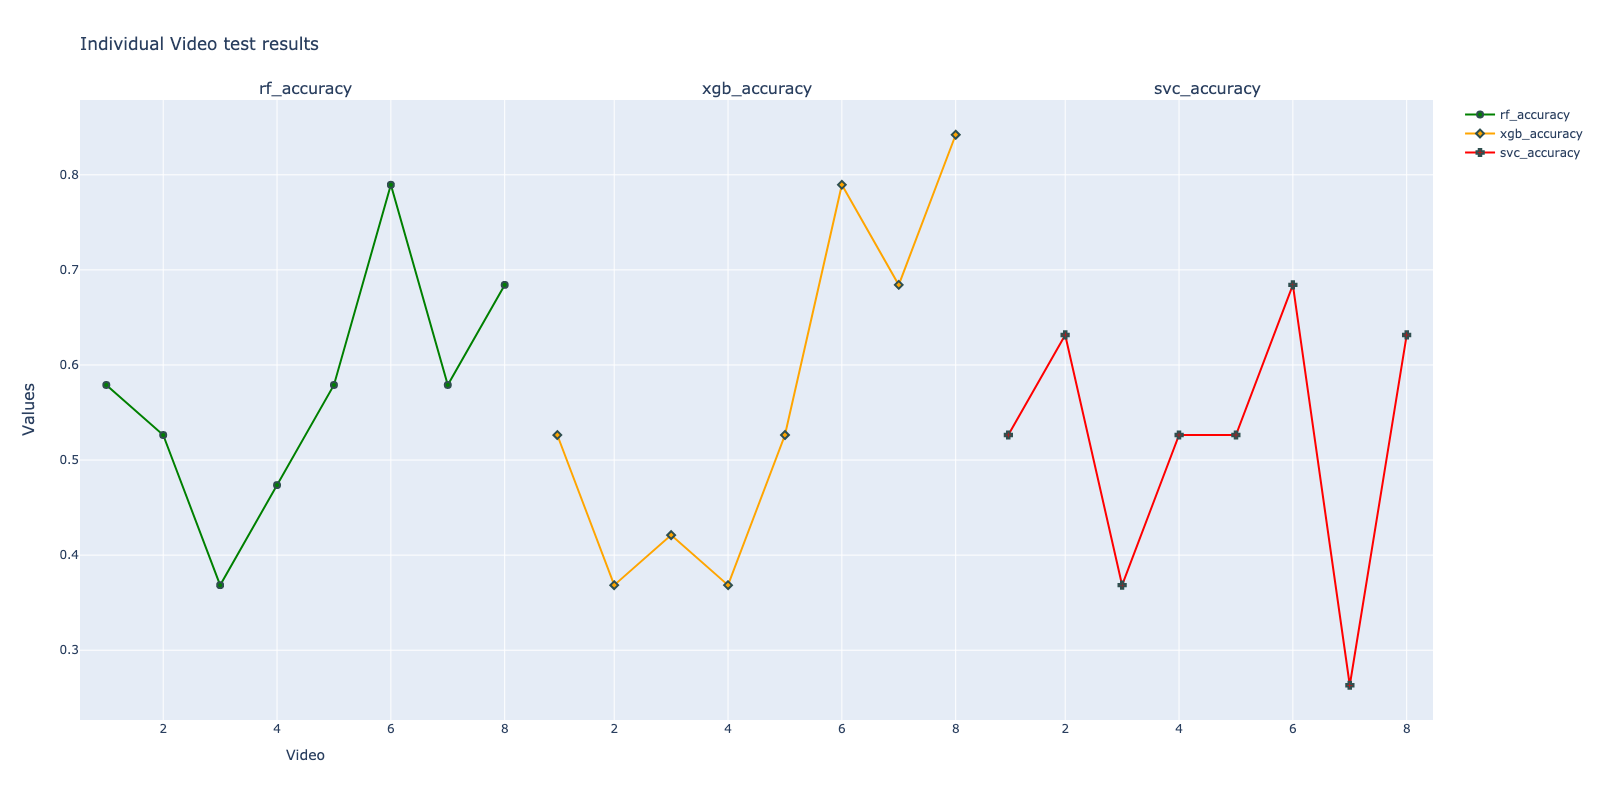 Individual Video test results
rf_accuracy
xgb_accuracy
svc_accuracy
rf_accuracy
xgb_accuracy
svc_accuracy
Values
0.8
0.7
0.6
0.5
0.4
0.3
2 4 6 8
2 4 6 8
2 4 6 8
Video